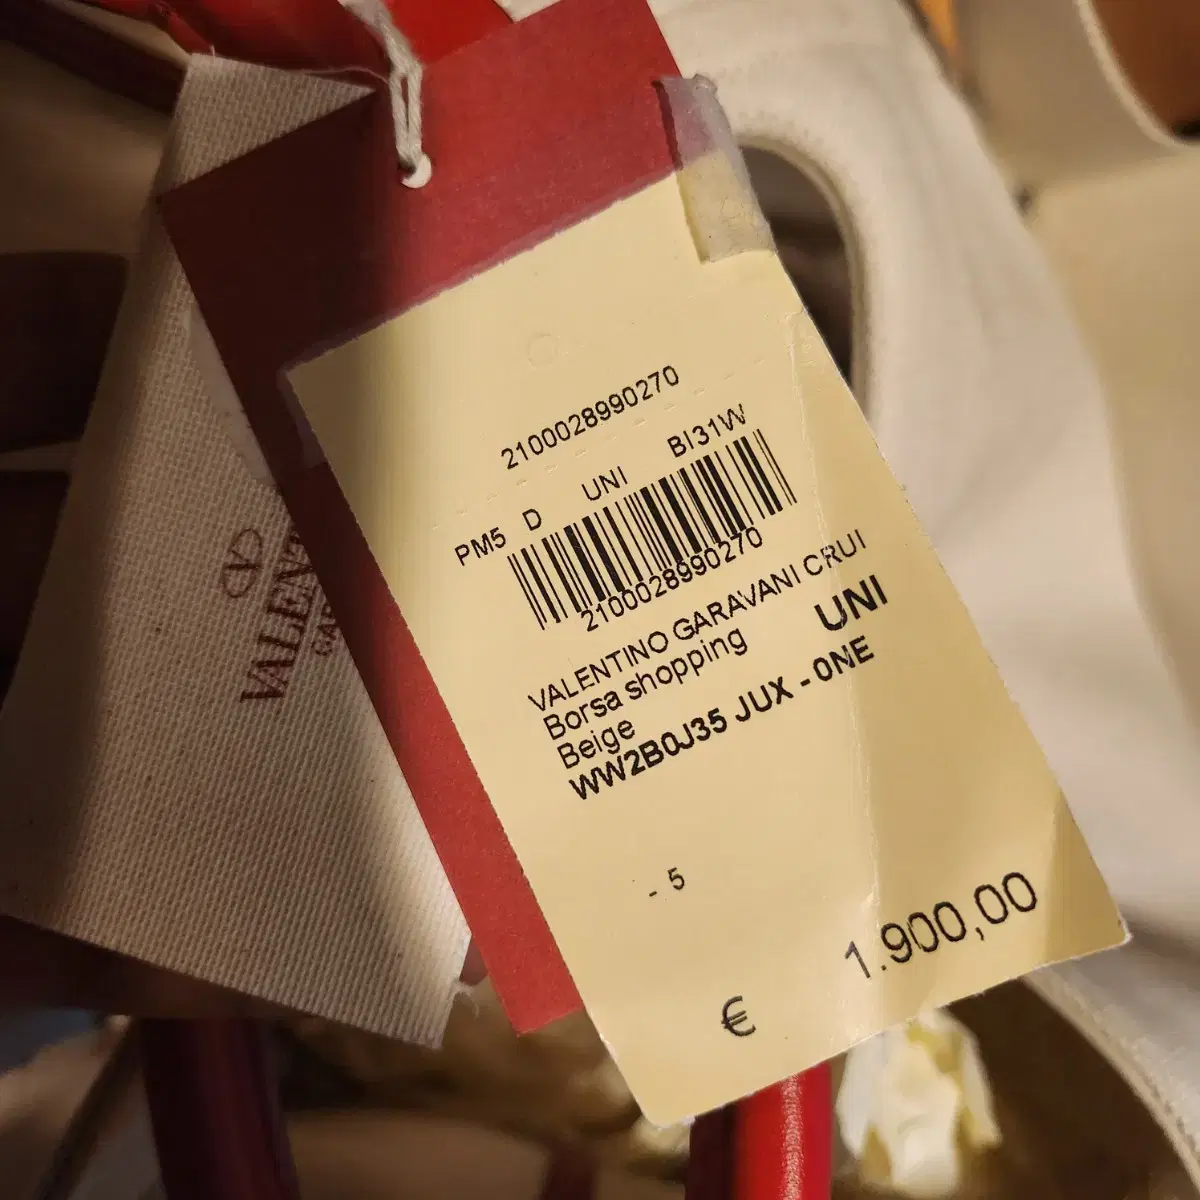 2100028990270
PM5 D UNI BI31W
2100028990270
VALENTINO GARAVANI CRUI
Borsa shopping UNI
Beige
WW2B0J35 JUX - 0NE
- 5
1.900,00
€